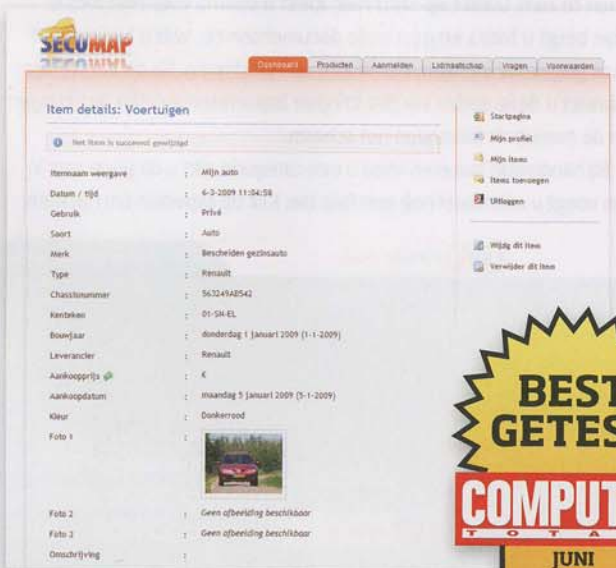 SECUMAP
Dashboard Producten Aanmelden Lidmaatschap Vragen Voorwaarden
Item details: Voertuigen
Het item is succesvol gewijzigd
Itemnaam weergave : Mijn auto
Datum / tijd : 6-3-2009 11:04:58
Gebruik : Privé
Soort : Auto
Merk : Bescheiden gezinsauto
Type : Renault
Chassisnummer : 563249AB542
Kenteken : 01-SN-EL
Bouwjaar : donderdag 1 januari 2009 (1-1-2009)
Leverancier : Renault
Aankoopprijs : €
Aankoopdatum : maandag 5 januari 2009 (5-1-2009)
Kleur : Donkerrood
Foto 1 :
Foto 2 : Geen afbeelding beschikbaar
Foto 3 : Geen afbeelding beschikbaar
Omschrijving :
Startpagina
Mijn profiel
Mijn items
Items toevoegen
Uitloggen
Wijzig dit item
Verwijder dit item
BEST
GETES
COMPUT
TOTA
JUNI